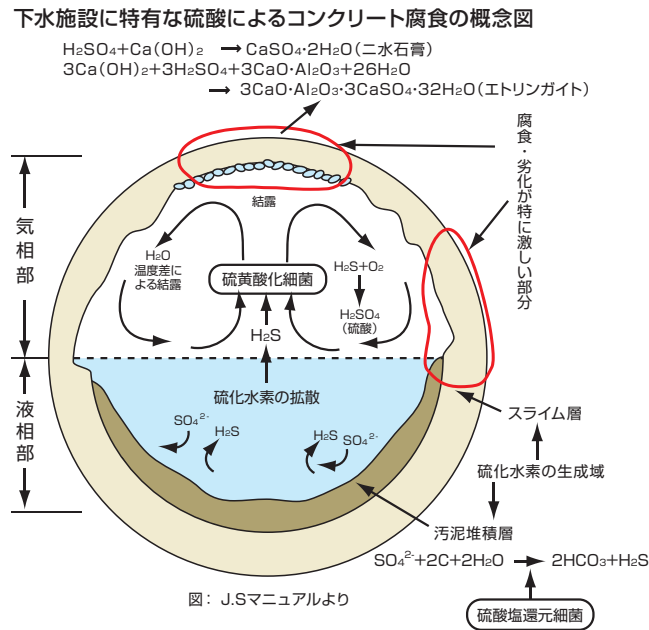 下水施設に特有な硫酸によるコンクリート腐食の概念図
H₂SO₄+Ca(OH)₂ → CaSO₄・2H₂O(二水石膏)
3Ca(OH)₂+3H₂SO₄+3CaO・Al₂O₃+26H₂O
→ 3CaO・Al₂O₃・3CaSO₄・32H₂O(エトリンガイト)
腐食・劣化が特に激しい部分
気相部
結露
H₂O
温度差に
よる結露
硫黄酸化細菌
H₂S+O₂
H₂SO₄
(硫酸)
H₂S
液相部
硫化水素の拡散
SO₄²⁻
H₂S
H₂S
SO₄²⁻
スライム層
硫化水素の生成域
汚泥堆積層
SO₄²⁻+2C+2H₂O → 2HCO₃+H₂S
図: J.Sマニュアルより
硫酸塩還元細菌